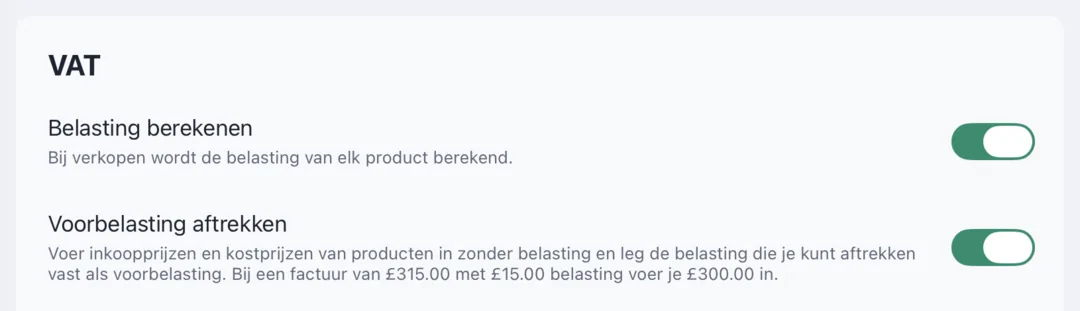 VAT
Belasting berekenen
Bij verkopen wordt de belasting van elk product berekend.
Voorbelasting aftrekken
Voer inkoopprijzen en kostprijzen van producten in zonder belasting en leg de belasting die je kunt aftrekken
vast als voorbelasting. Bij een factuur van £315.00 met £15.00 belasting voer je £300.00 in.